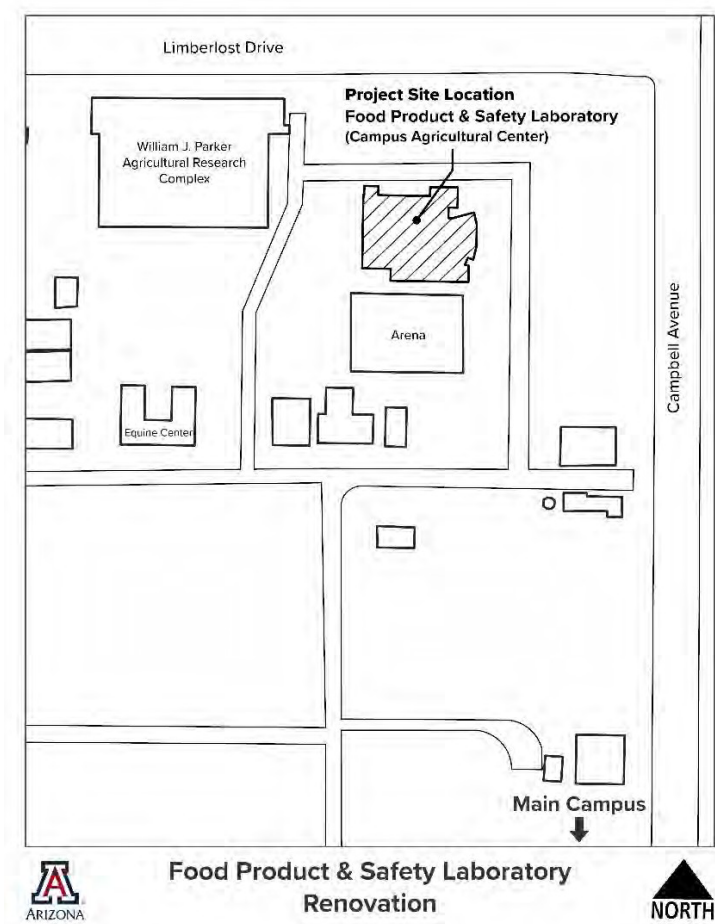 Limberlost Drive
Project Site Location
Food Product & Safety Laboratory
(Campus Agricultural Center)
William J. Parker
Agricultural Research
Complex
Campbell Avenue
Arena
Equine Center
Main Campus
Food Product & Safety Laboratory
Renovation
A
ARIZONA
NORTH